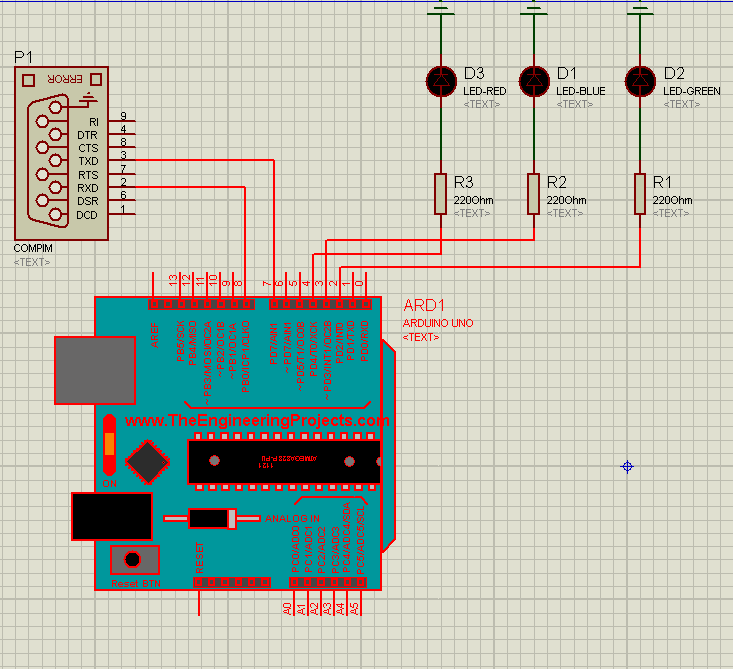 P1
ERROR
RI 9
DTR 4
CTS 8
TXD 3
RTS 7
RXD 2
DSR 6
DCD 1
COMPIM
<TEXT>
D3
LED-RED
<TEXT>
D1
LED-BLUE
<TEXT>
D2
LED-GREEN
<TEXT>
R3
220Ohm
<TEXT>
R2
220Ohm
<TEXT>
R1
220Ohm
<TEXT>
13 12 11 10 9 8 7 6 5 4 3 2 1 0
ARD1
ARDUINO UNO
<TEXT>
AREF
PB5/SCK
PB4/MISO
~PB3/MOSI/OC2A
~PB2/OC1B
~PB1/OC1A
PB0/ICP1/CLKO
PD7/AIN1
~PD5/T1/OC0B
PD4/T0/XCK
~PD3/INT1/OC2B
PD2/INT0
PD1/TXD
PD0/RXD
www.TheEngineeringProjects.com
ATMEGA328P-PU
1121
ON
ANALOG IN
RESET
PC0/ADC0
PC1/ADC1
PC2/ADC2
PC3/ADC3
PC4/ADC4/SDA
PC5/ADC5/SCL
Reset BTN
A0 A1 A2 A3 A4 A5